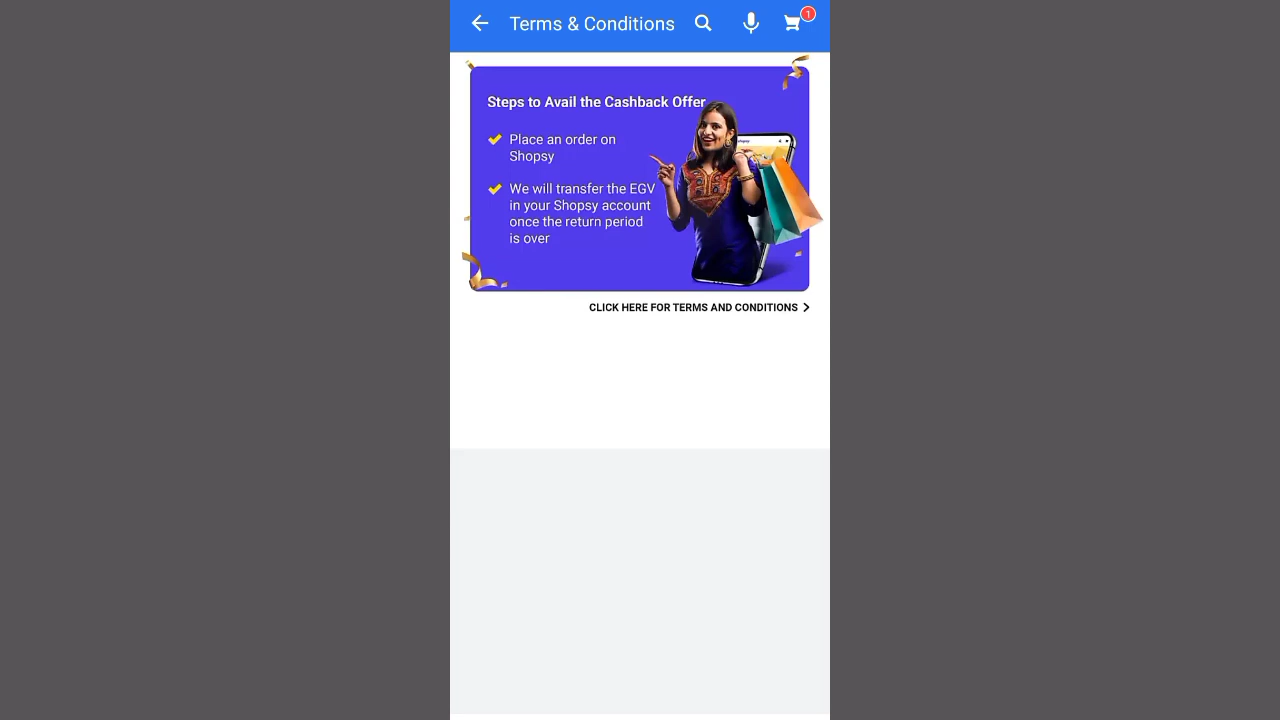 Terms & Conditions
1
Steps to Avail the Cashback Offer
Place an order on
Shopsy
We will transfer the EGV
in your Shopsy account
once the return period
is over
CLICK HERE FOR TERMS AND CONDITIONS